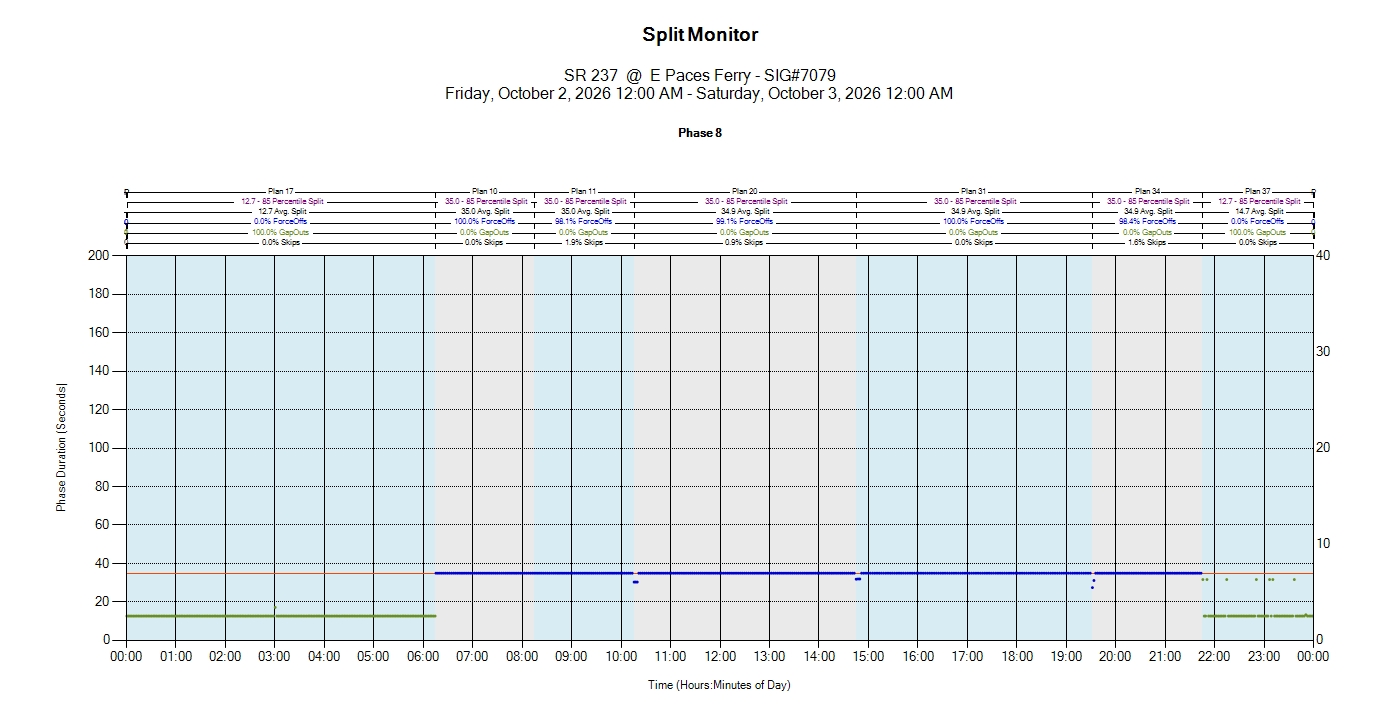 Split Monitor
SR 237 @ E Paces Ferry - SIG#7079
Friday, October 2, 2026 12:00 AM - Saturday, October 3, 2026 12:00 AM
Phase 8
Plan 17 Plan 10 Plan 11 Plan 20 Plan 31 Plan 34 Plan 37
12.7 - 85 Percentile Split 35.0 - 85 Percentile Split 35.0 - 85 Percentile Split 35.0 - 85 Percentile Split 35.0 - 85 Percentile Split 35.0 - 85 Percentile Split 12.7 - 85 Percentile Split
12.7 Avg. Split 35.0 Avg. Split 35.0 Avg. Split 34.9 Avg. Split 34.9 Avg. Split 34.9 Avg. Split 14.7 Avg. Split
0.0% ForceOffs 100.0% ForceOffs 98.1% ForceOffs 99.1% ForceOffs 100.0% ForceOffs 98.4% ForceOffs 0.0% ForceOffs
100.0% GapOuts 0.0% GapOuts 0.0% GapOuts 0.0% GapOuts 0.0% GapOuts 0.0% GapOuts 100.0% GapOuts
0.0% Skips 0.0% Skips 1.9% Skips 0.9% Skips 0.0% Skips 1.6% Skips 0.0% Skips
200 40
180
160
30
140
120
100 20
80
60
10
40
20
0 0
Phase Duration (Seconds)
00:00 01:00 02:00 03:00 04:00 05:00 06:00 07:00 08:00 09:00 10:00 11:00 12:00 13:00 14:00 15:00 16:00 17:00 18:00 19:00 20:00 21:00 22:00 23:00 00:00
Time (Hours:Minutes of Day)